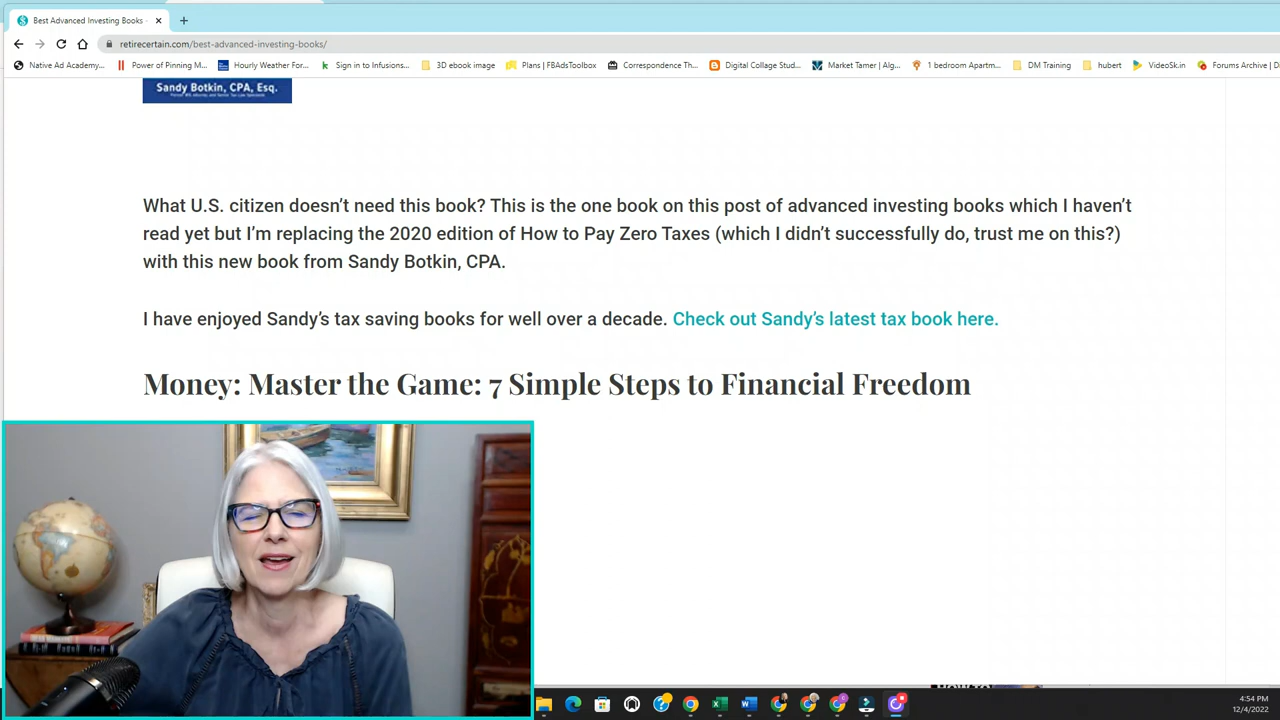 Best Advanced Investing Books
retirecertain.com/best-advanced-investing-books/
Native Ad Academy...
Power of Pinning M...
Hourly Weather For...
Sign in to Infusions...
3D ebook image
Plans | FBAdsToolbox
Correspondence Th...
Digital Collage Stud...
Market Tamer | Alg...
1 bedroom Apartm...
DM Training
hubert
VideoSk.in
Forums Archive | D
Sandy Botkin, CPA, Esq.
What U.S. citizen doesn't need this book? This is the one book on this post of advanced investing books which I haven't
read yet but I'm replacing the 2020 edition of How to Pay Zero Taxes (which I didn't successfully do, trust me on this?)
with this new book from Sandy Botkin, CPA.
I have enjoyed Sandy's tax saving books for well over a decade. Check out Sandy's latest tax book here.
Money: Master the Game: 7 Simple Steps to Financial Freedom
4:54 PM
12/4/2022